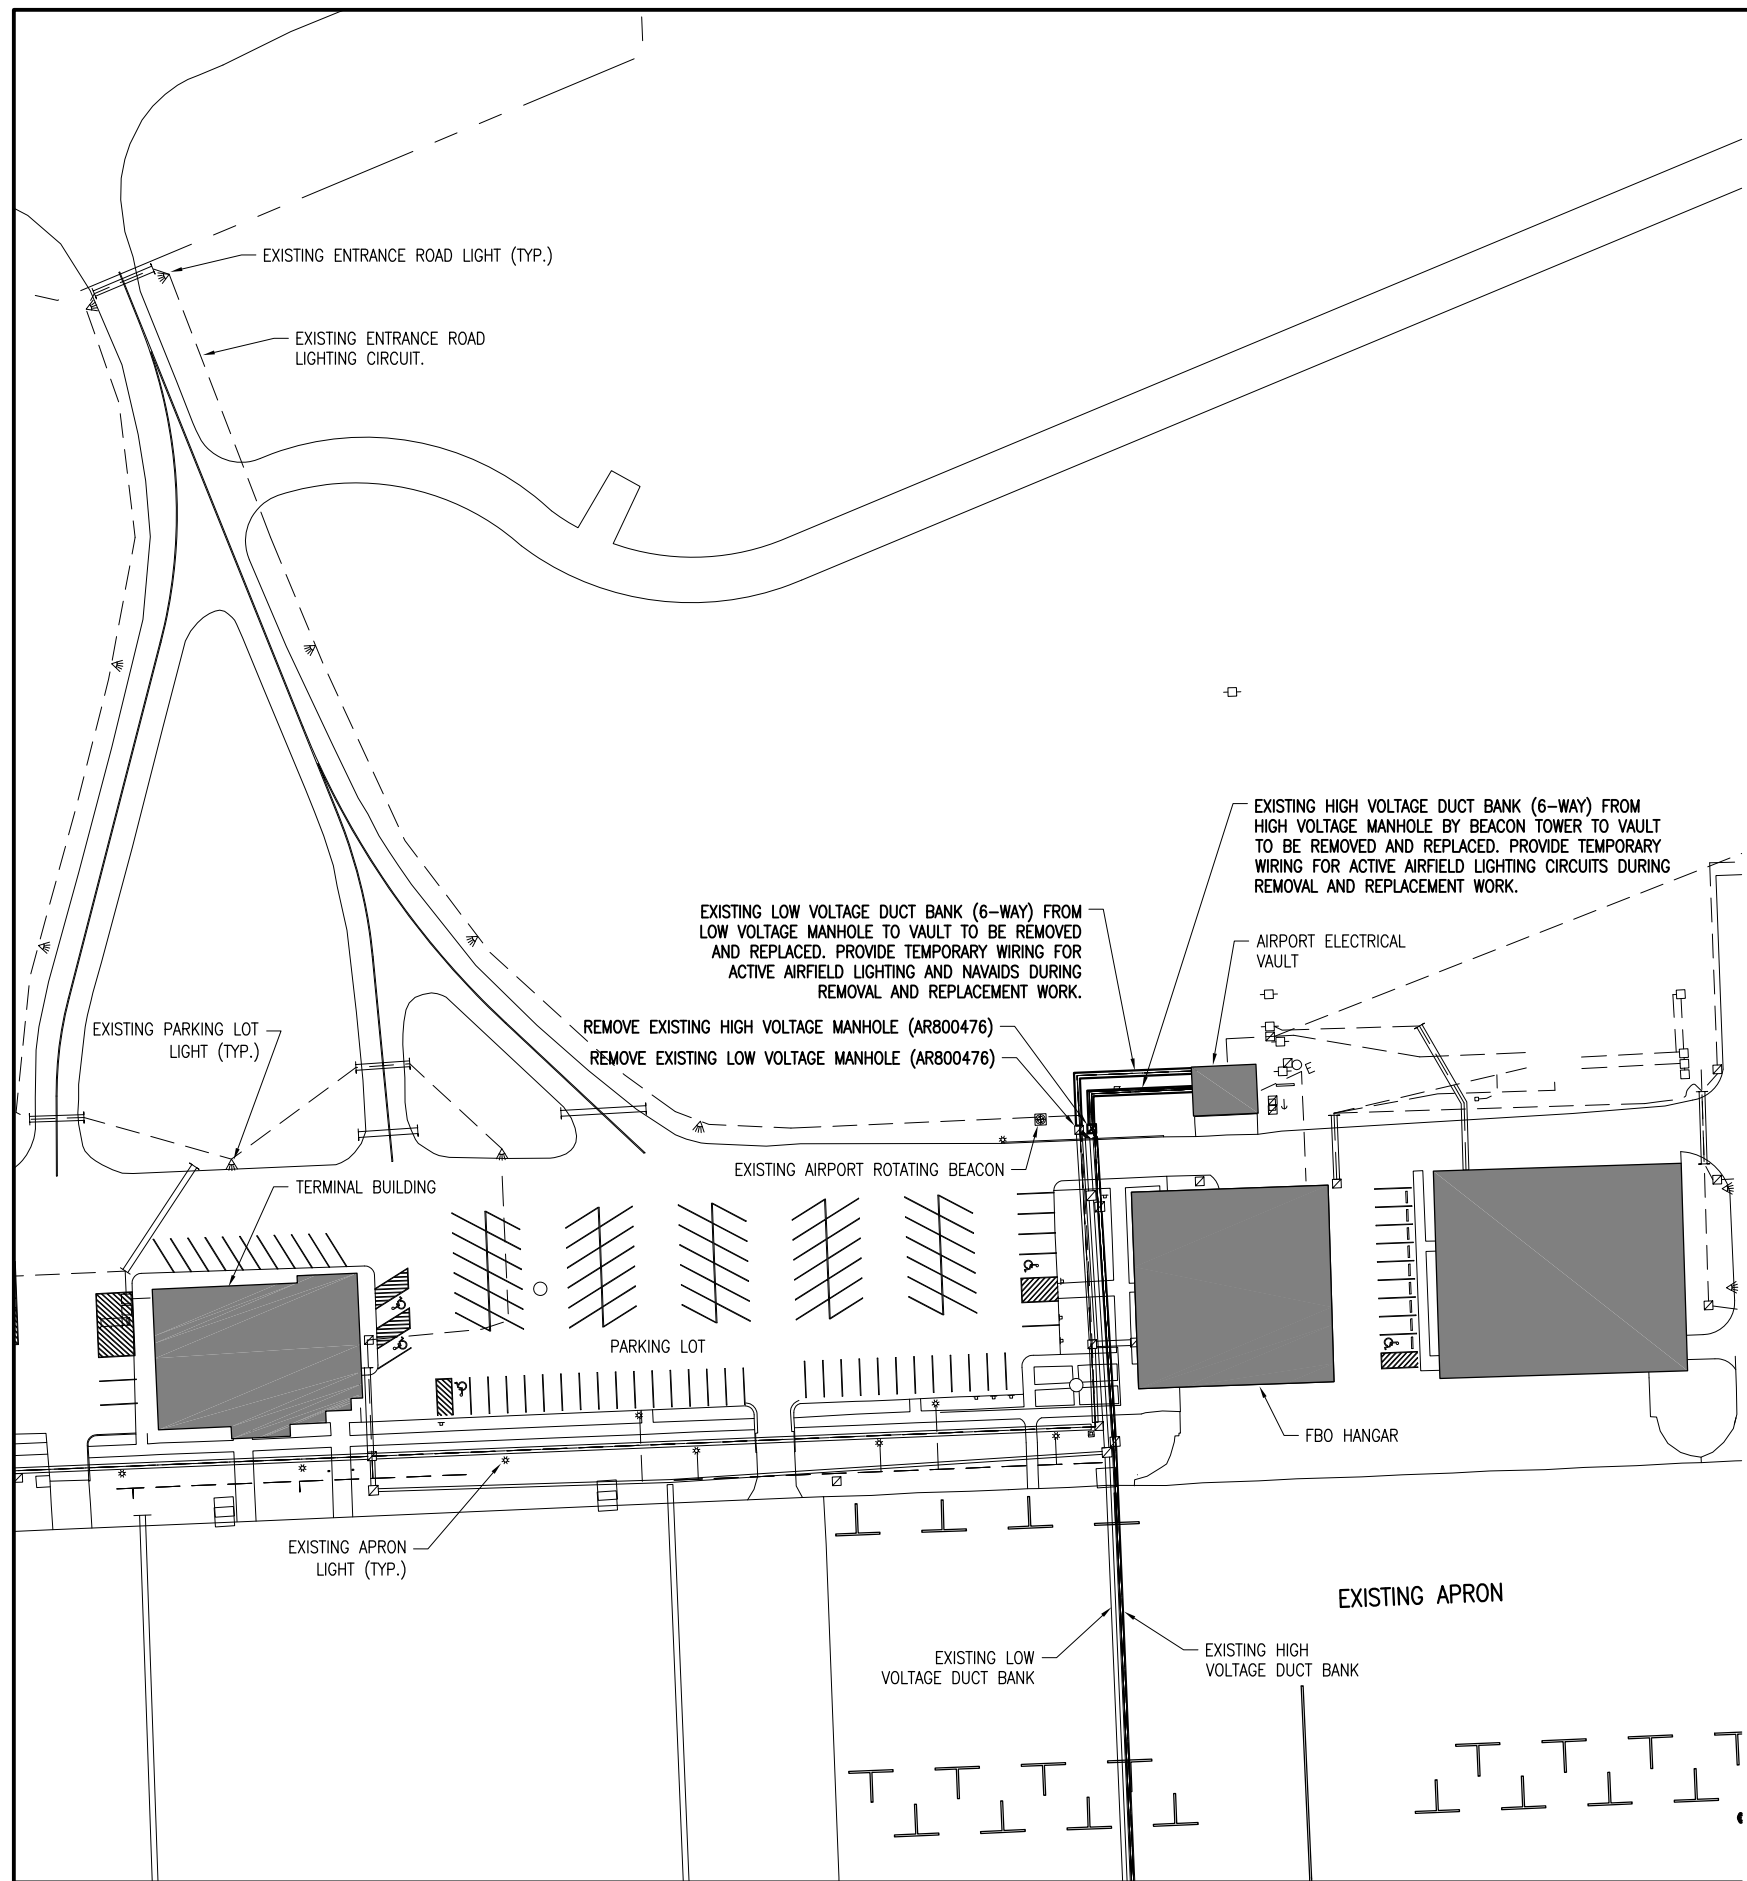 EXISTING ENTRANCE ROAD LIGHT (TYP.)
EXISTING ENTRANCE ROAD
LIGHTING CIRCUIT.
EXISTING HIGH VOLTAGE DUCT BANK (6-WAY) FROM
HIGH VOLTAGE MANHOLE BY BEACON TOWER TO VAULT
TO BE REMOVED AND REPLACED. PROVIDE TEMPORARY
WIRING FOR ACTIVE AIRFIELD LIGHTING CIRCUITS DURING
REMOVAL AND REPLACEMENT WORK.
EXISTING LOW VOLTAGE DUCT BANK (6-WAY) FROM
LOW VOLTAGE MANHOLE TO VAULT TO BE REMOVED
AND REPLACED. PROVIDE TEMPORARY WIRING FOR
ACTIVE AIRFIELD LIGHTING AND NAVAIDS DURING
REMOVAL AND REPLACEMENT WORK.
AIRPORT ELECTRICAL
VAULT
REMOVE EXISTING HIGH VOLTAGE MANHOLE (AR800476)
REMOVE EXISTING LOW VOLTAGE MANHOLE (AR800476)
EXISTING PARKING LOT
LIGHT (TYP.)
E
EXISTING AIRPORT ROTATING BEACON
TERMINAL BUILDING
PARKING LOT
FBO HANGAR
EXISTING APRON
LIGHT (TYP.)
EXISTING APRON
EXISTING LOW
VOLTAGE DUCT BANK
EXISTING HIGH
VOLTAGE DUCT BANK